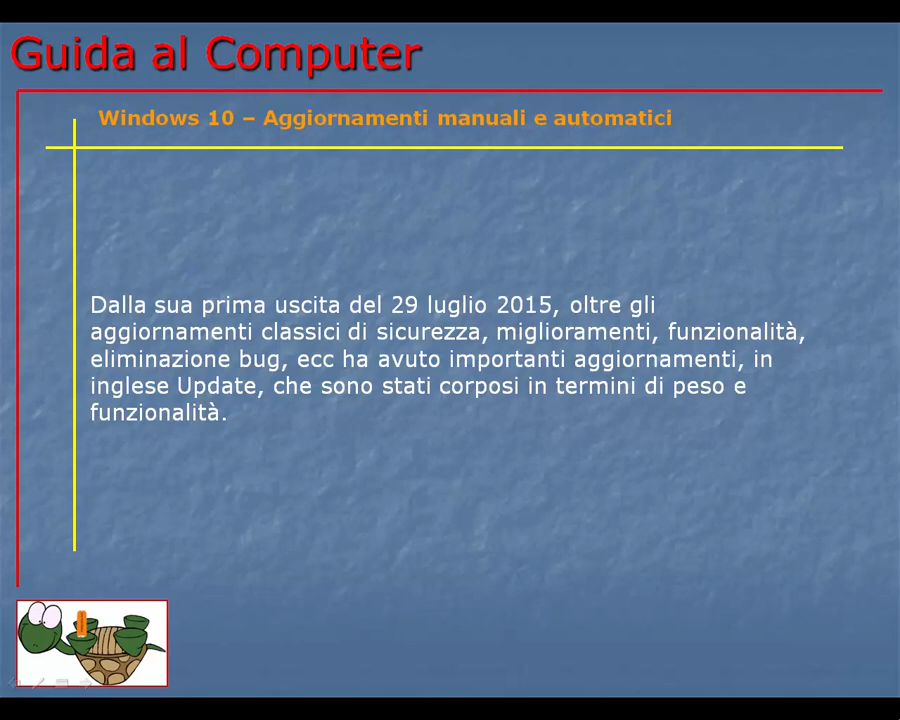 Guida al Computer
Windows 10 – Aggiornamenti manuali e automatici
Dalla sua prima uscita del 29 luglio 2015, oltre gli
aggiornamenti classici di sicurezza, miglioramenti, funzionalità,
eliminazione bug, ecc ha avuto importanti aggiornamenti, in
inglese Update, che sono stati corposi in termini di peso e
funzionalità.